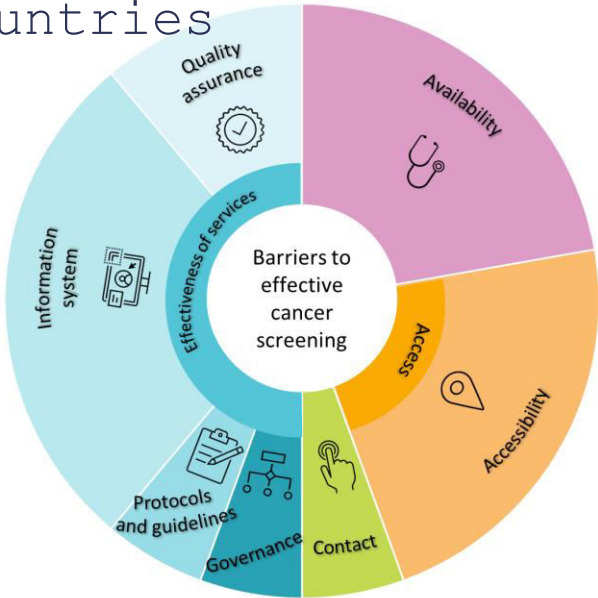 untries
Quality
assurance
Availability
Information
system
Effectiveness of services
Barriers to
effective
cancer
screening
Access
Accessibility
Protocols
and guidelines
Governance
Contact